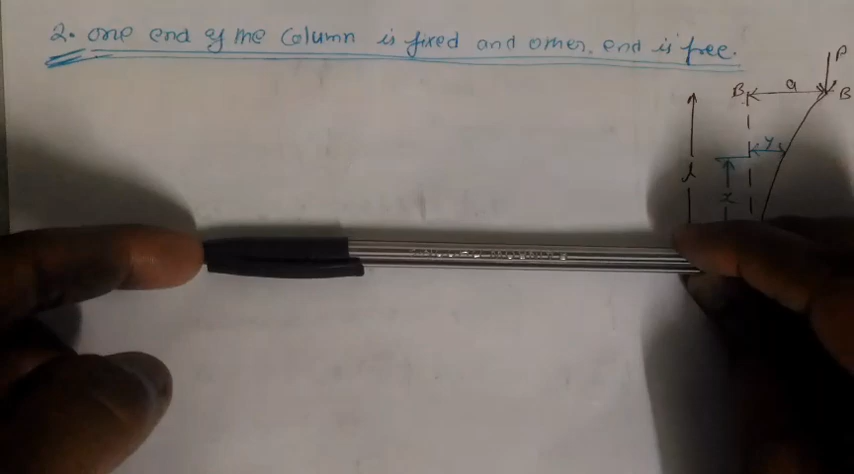 2. one end of the Column is fixed and other end is free.
P
B a B
y
l
x